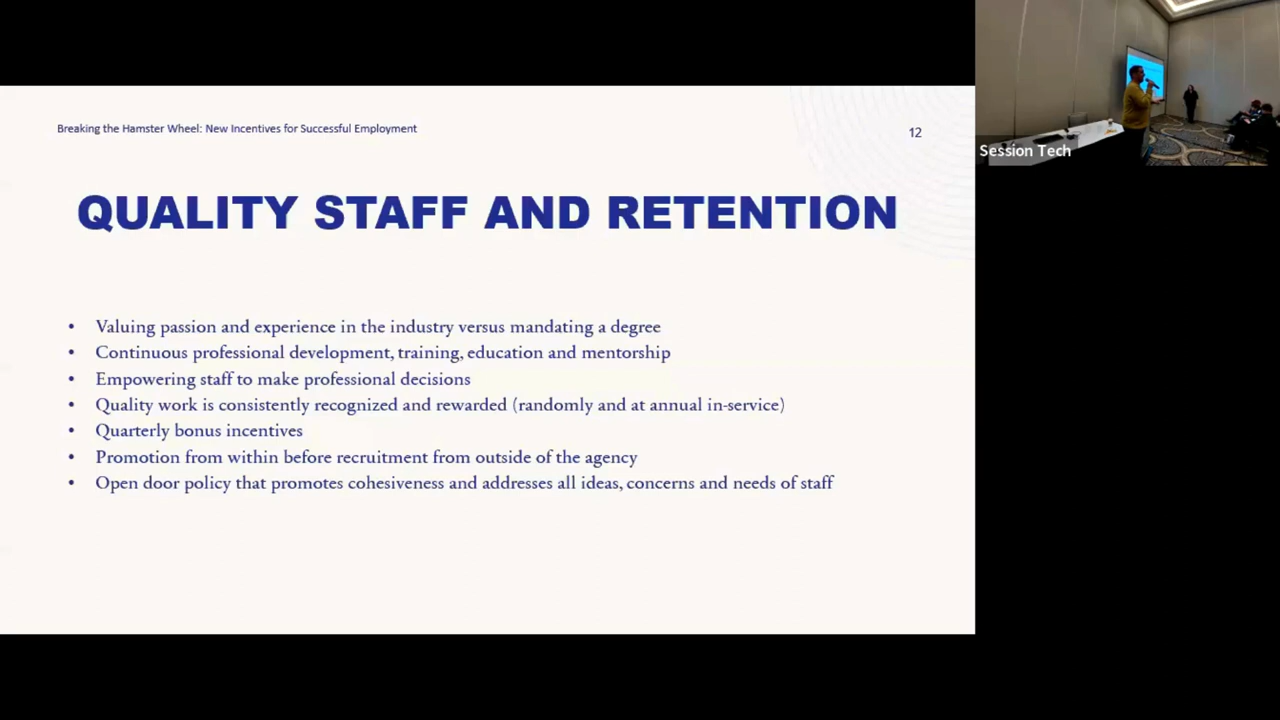 Breaking the Hamster Wheel: New Incentives for Successful Employment
12
QUALITY STAFF AND RETENTION
• Valuing passion and experience in the industry versus mandating a degree
• Continuous professional development, training, education and mentorship
• Empowering staff to make professional decisions
• Quality work is consistently recognized and rewarded (randomly and at annual in-service)
• Quarterly bonus incentives
• Promotion from within before recruitment from outside of the agency
• Open door policy that promotes cohesiveness and addresses all ideas, concerns and needs of staff
Session Tech